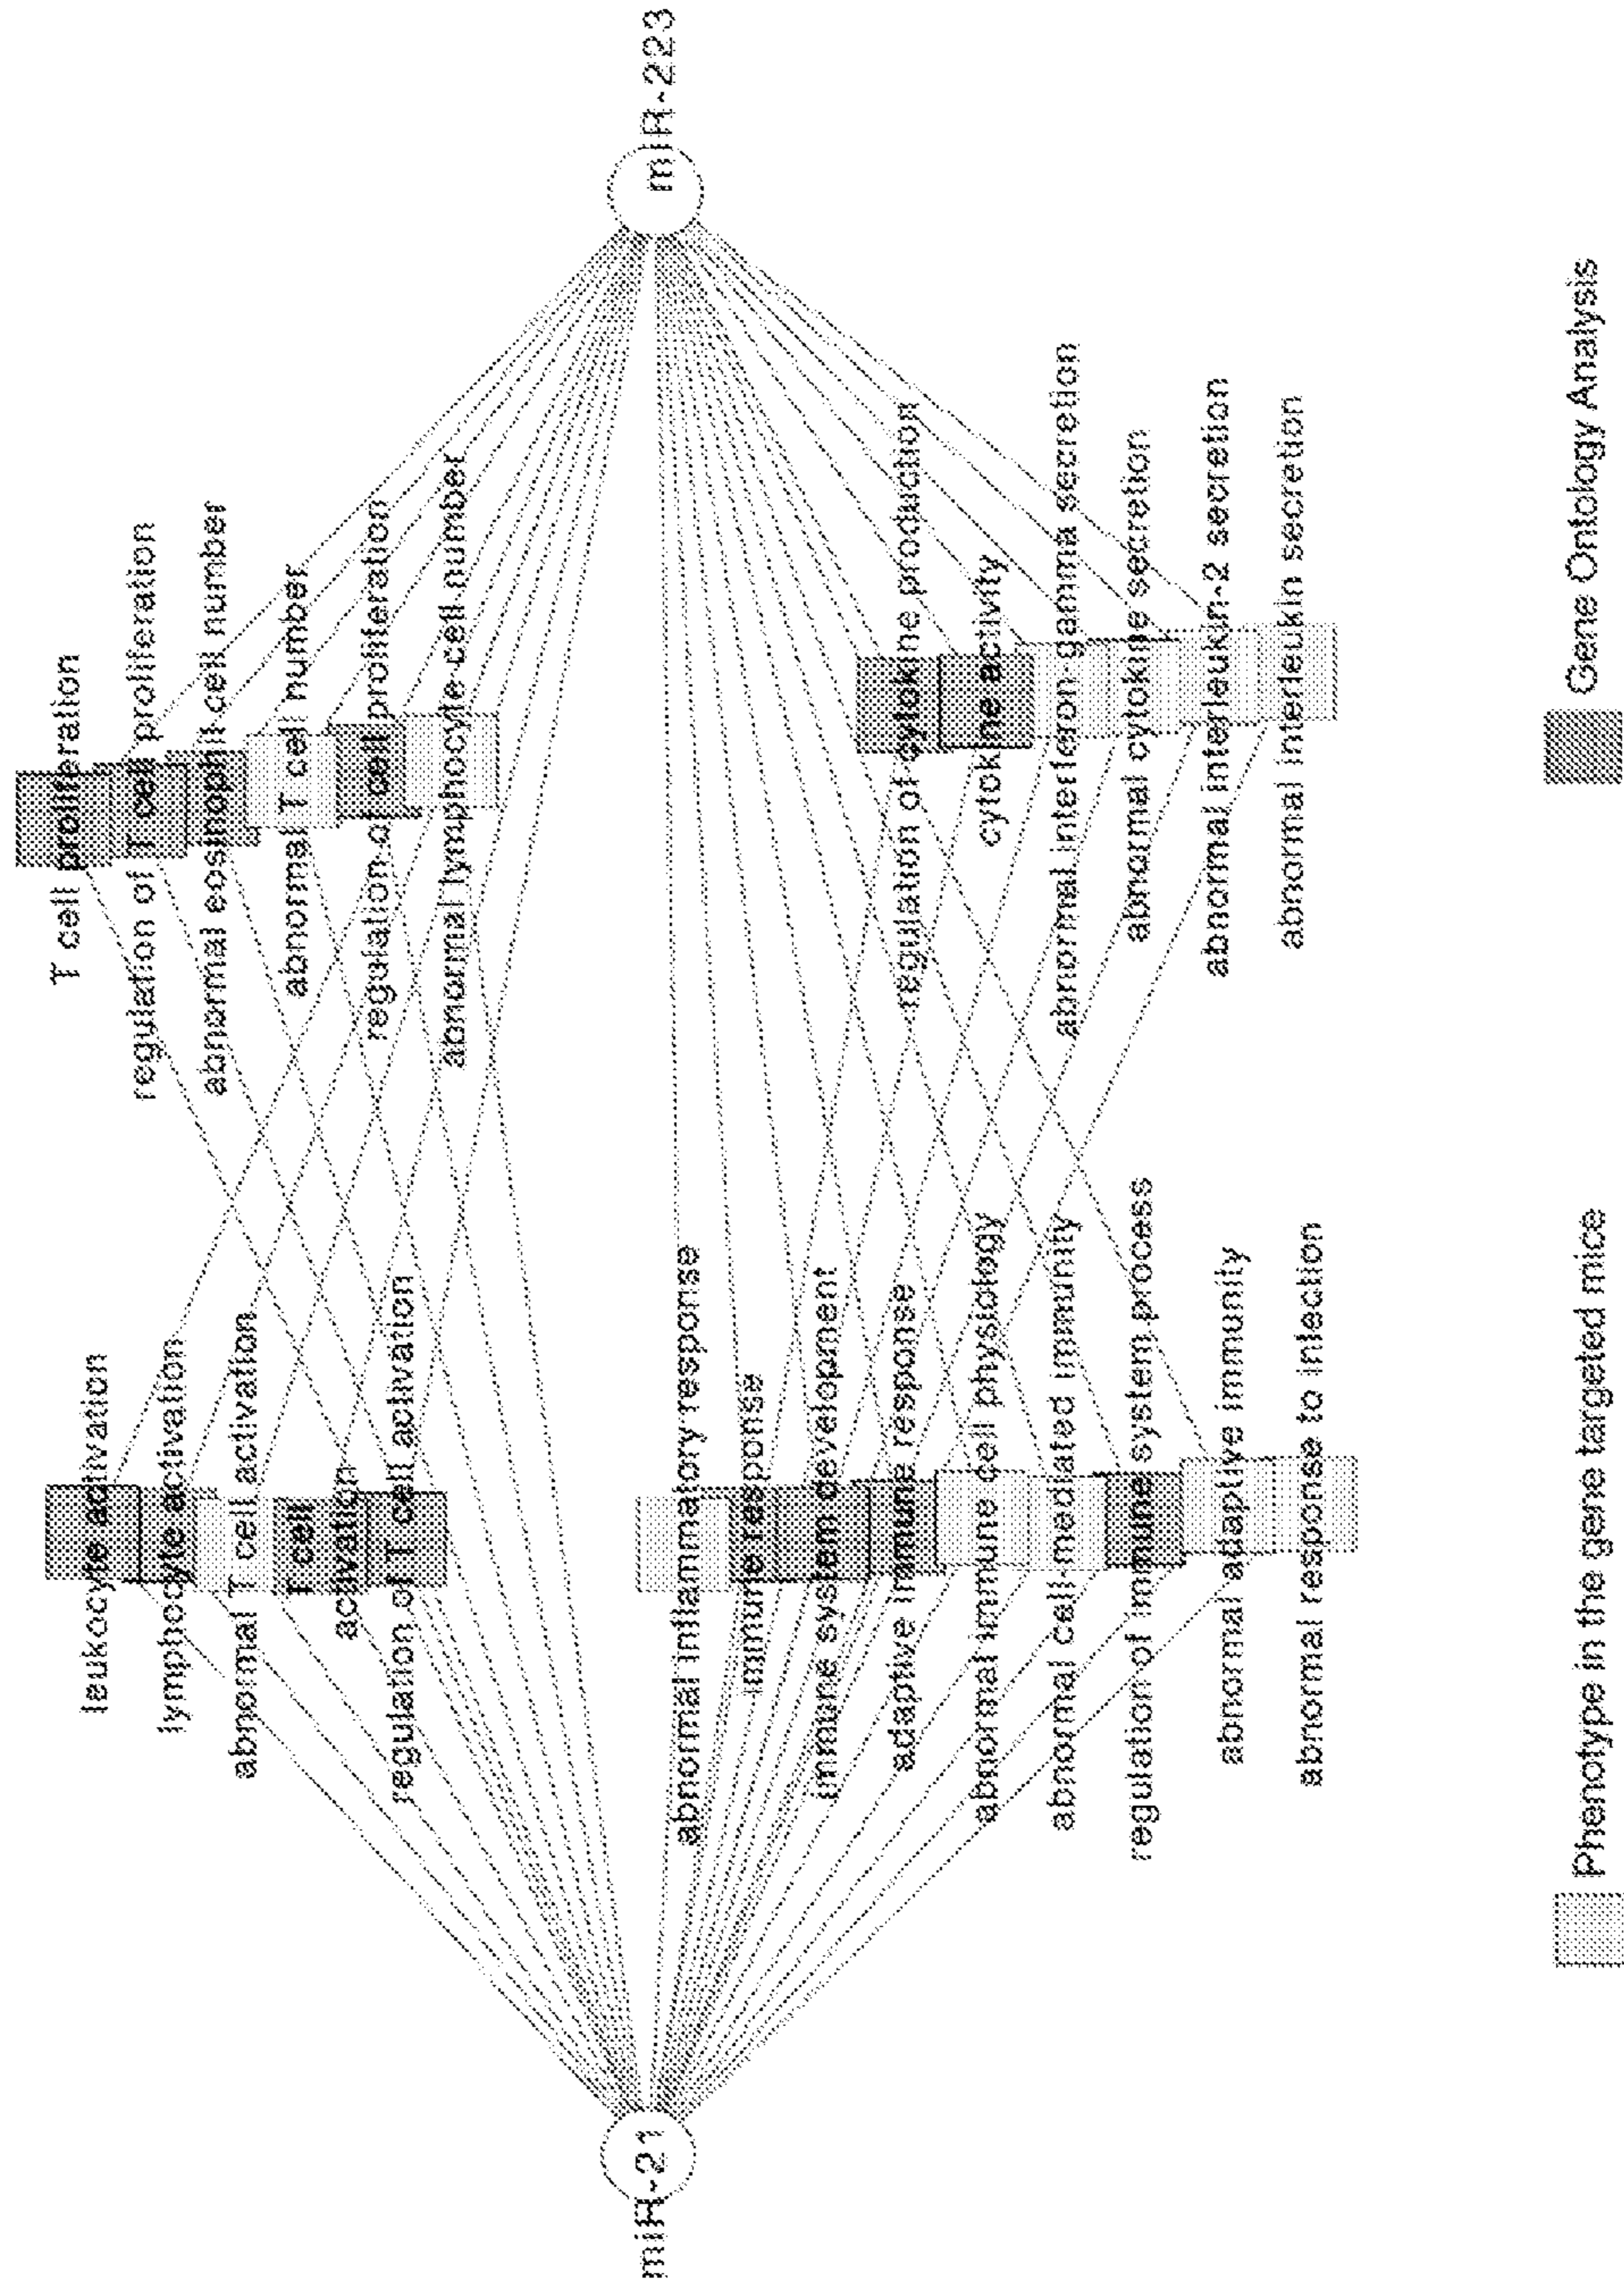 miR-21
miR-223
leukocyte activation
lymphocyte activation
abnormal T cell activation
T cell
activation
regulation of T cell activation
T cell proliferation
regulation of T cell proliferation
abnormal eosinophil cell number
abnormal T cell number
regulation of cell proliferation
abnormal lymphocyte cell number
abnormal inflammatory response
immune response
immune system development
adaptive immune response
abnormal immune cell physiology
abnormal cell-mediated immunity
regulation of immune system process
abnormal adaptive immunity
abnormal response to infection
regulation of cytokine production
cytokine activity
abnormal interferon-gamma secretion
abnormal cytokine secretion
abnormal interleukin-2 secretion
abnormal interleukin secretion
Phenotype in the gene targeted mice
Gene Ontology Analysis